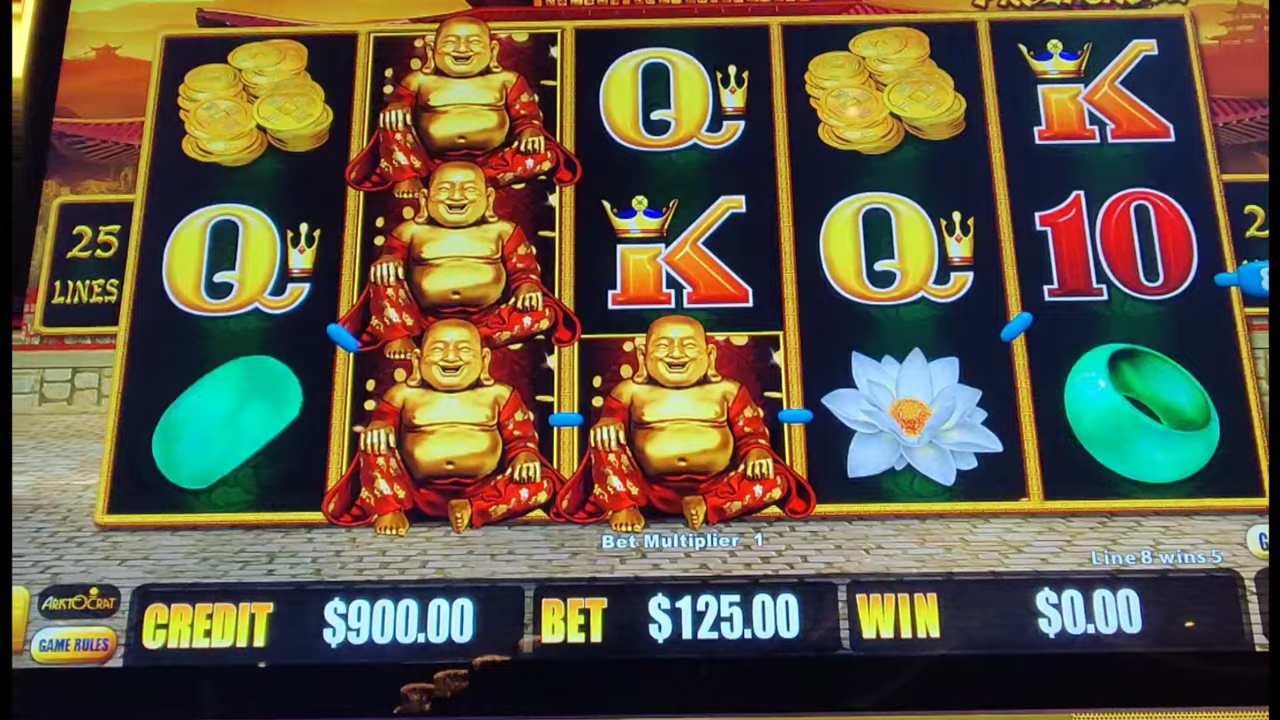 Q
K
25
LINES
Q
K
Q
10
2
Bet Multiplier 1
Line 8 wins 5
ARISTOCRAT
GAME RULES
CREDIT $900.00 BET $125.00 WIN $0.00